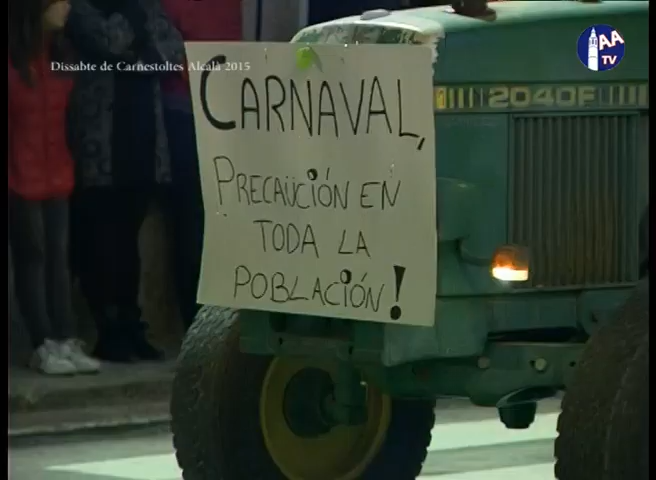 Dissabte de Carnestoltes Alcalà 2015
AA
TV
CARNAVAL,
2040F
PRECAUCIÓN EN
TODA LA
POBLACIÓN!